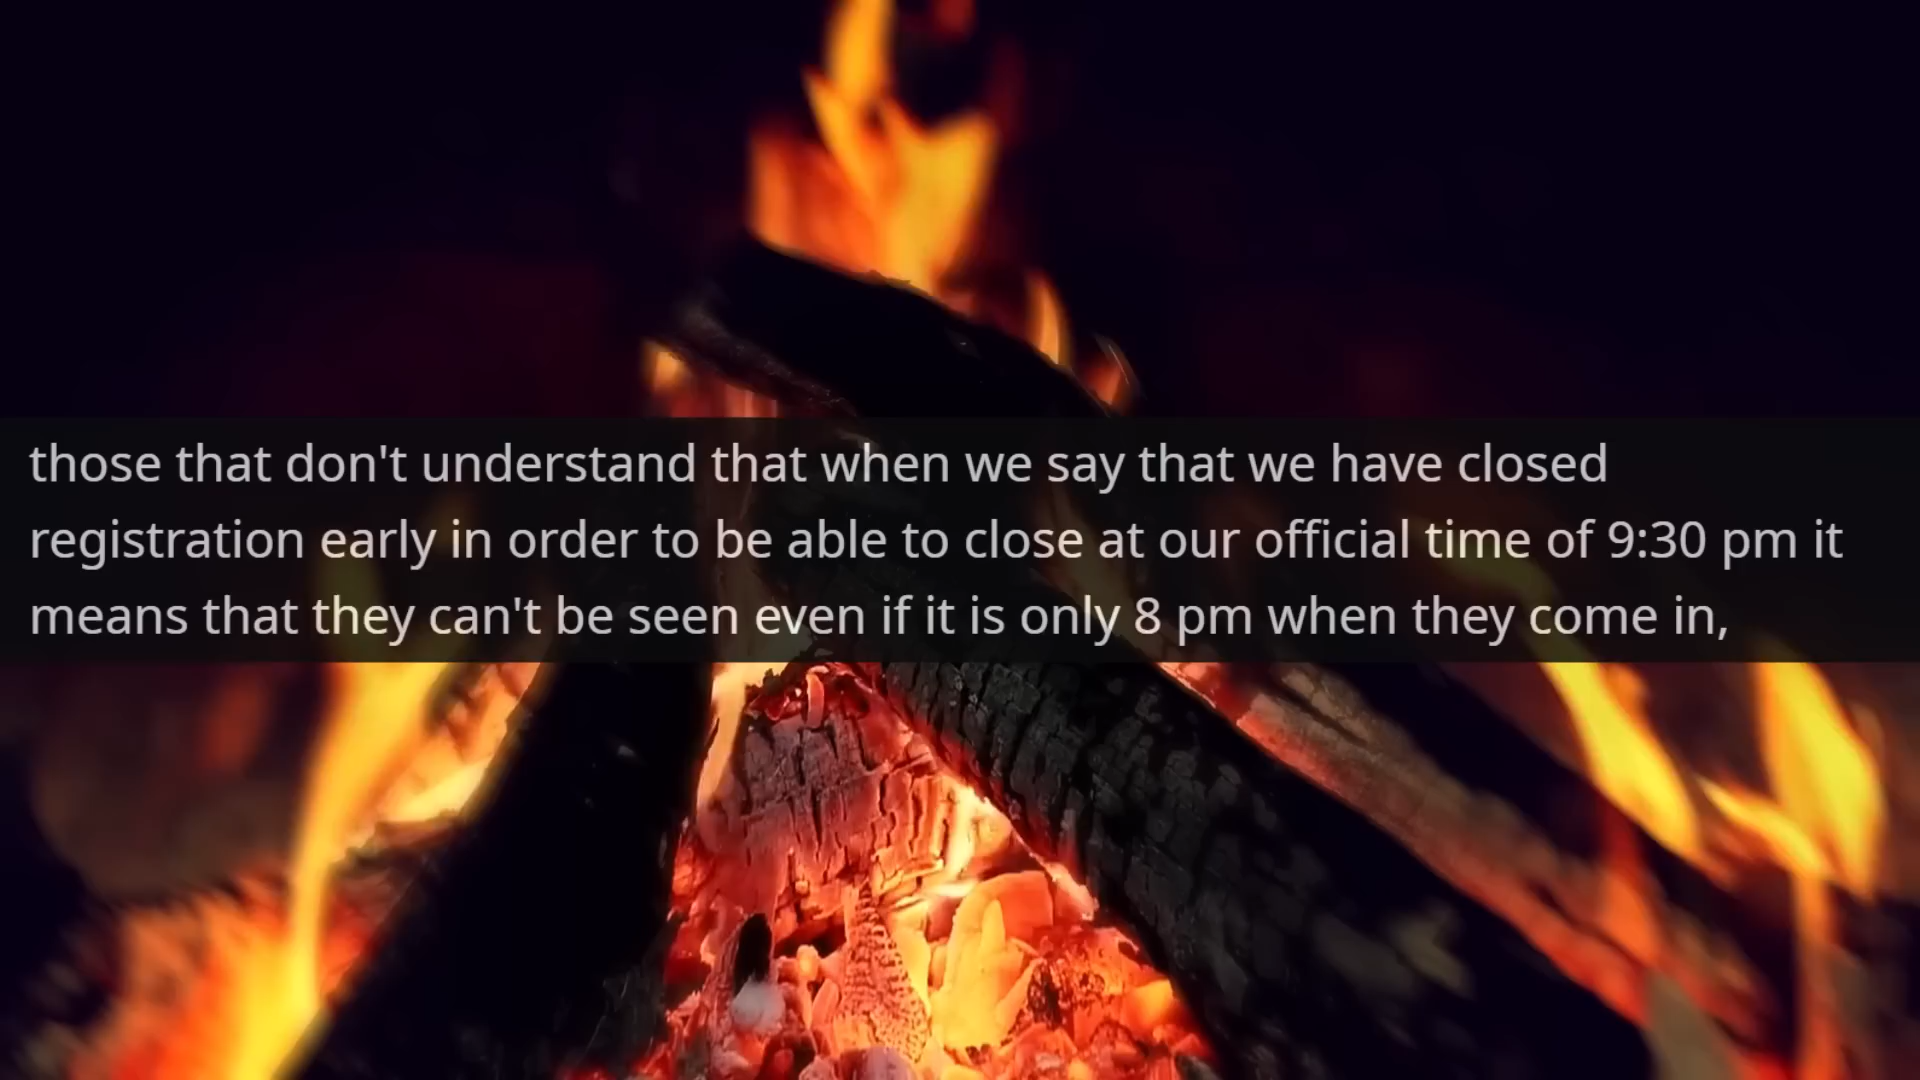 those that don't understand that when we say that we have closed
registration early in order to be able to close at our official time of 9:30 pm it
means that they can't be seen even if it is only 8 pm when they come in,